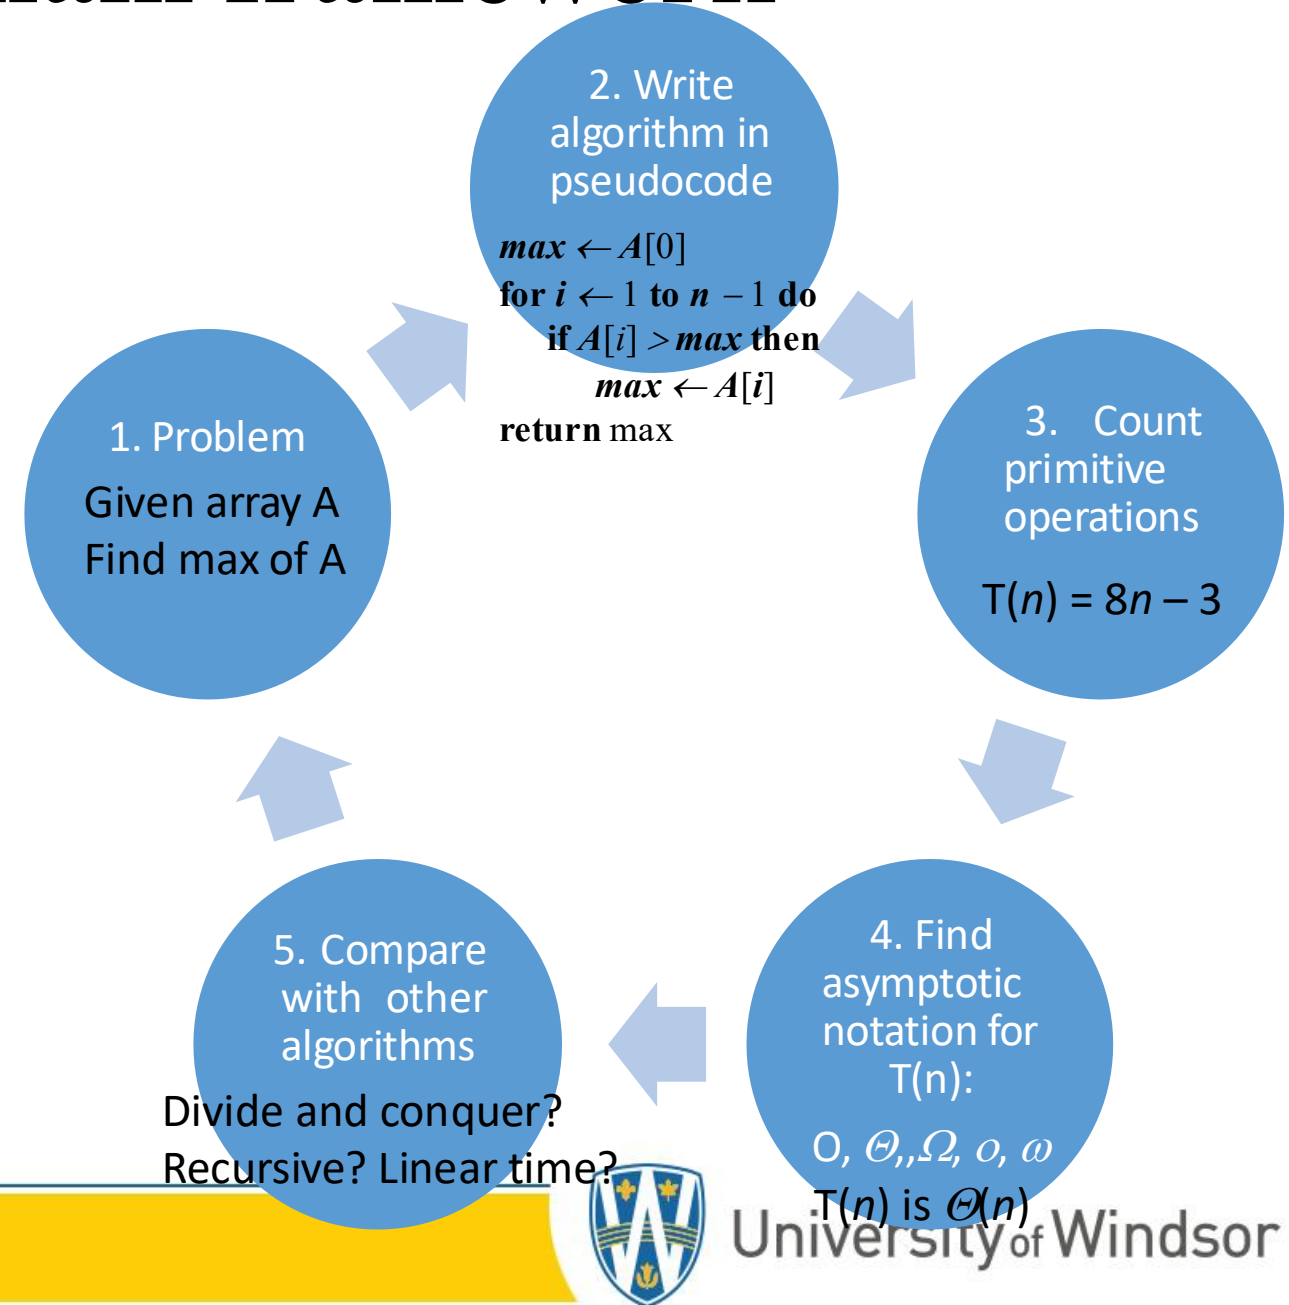 1. Problem
Given array A
Find max of A
2. Write
algorithm in
pseudocode
max ← A[0]
for i ← 1 to n − 1 do
if A[i] > max then
max ← A[i]
return max
3. Count
primitive
operations
T(n) = 8n – 3
4. Find
asymptotic
notation for
T(n):
O, Θ,,Ω, o, ω
T(n) is Θ(n)
5. Compare
with other
algorithms
Divide and conquer?
Recursive? Linear time?
University of Windsor